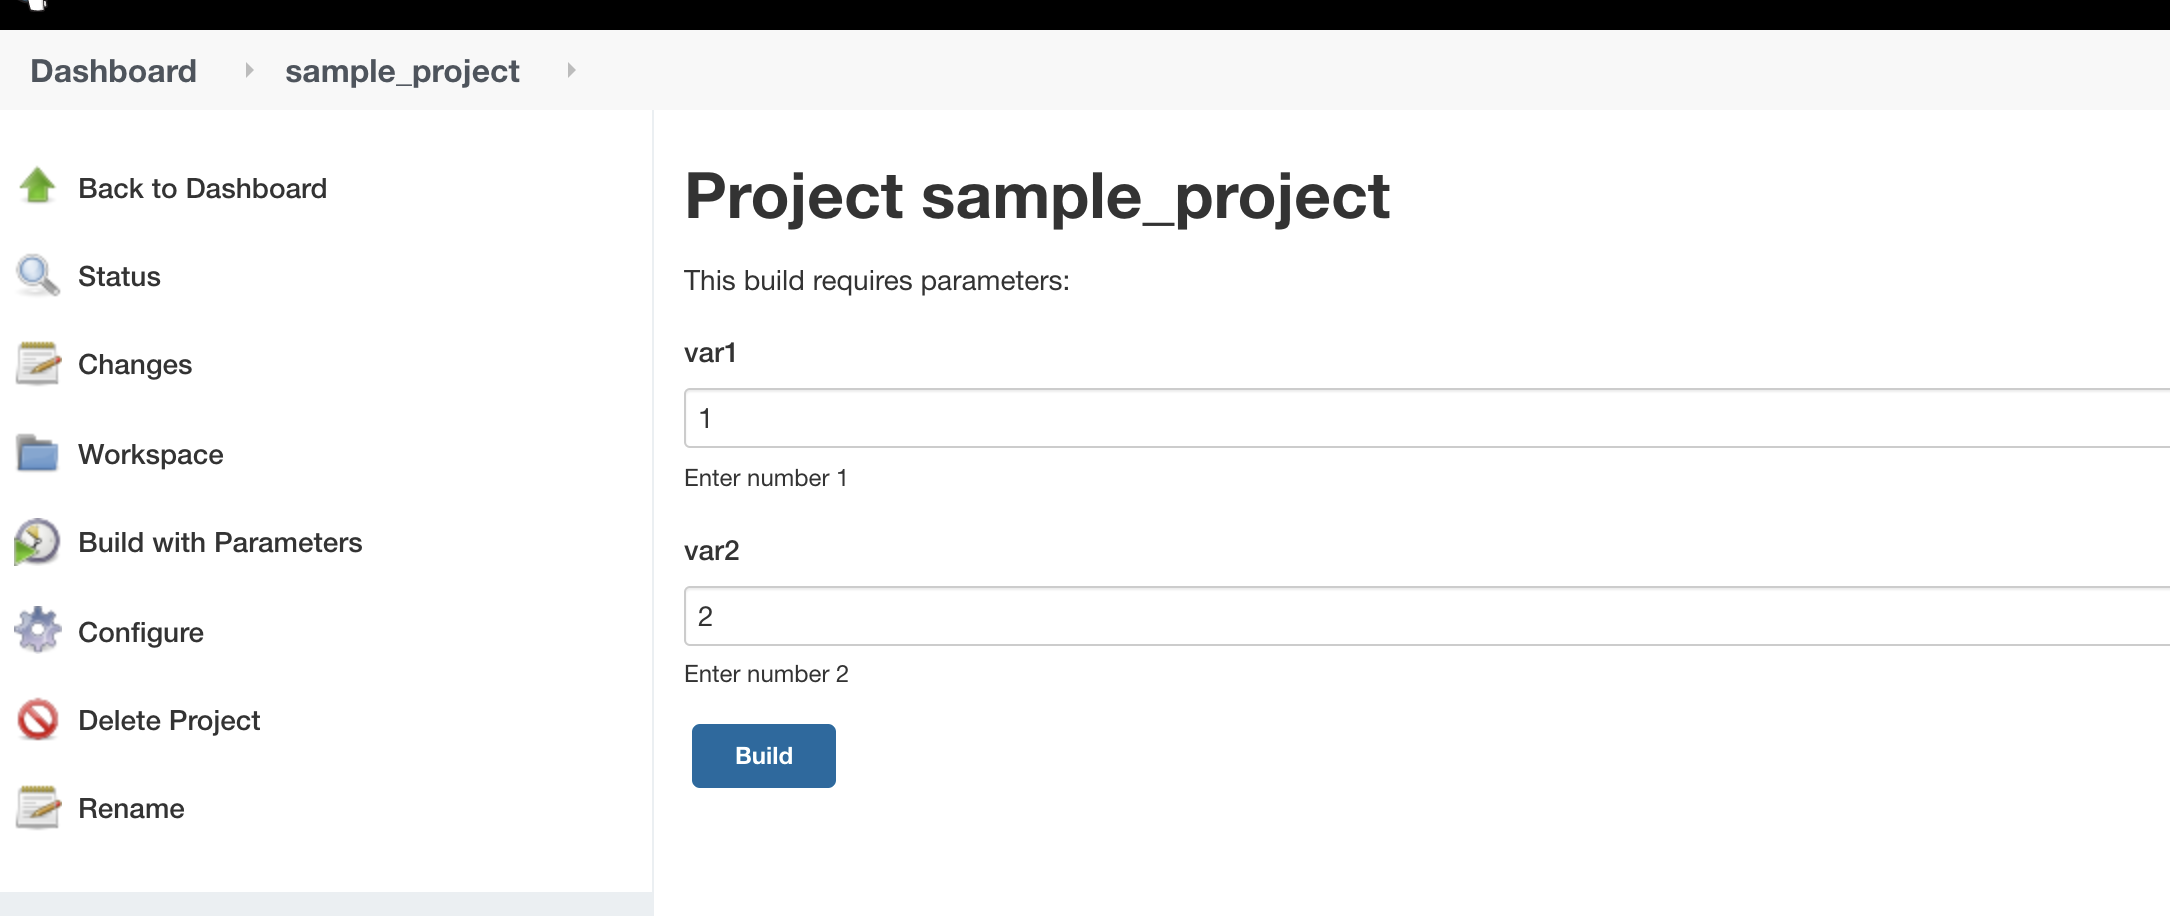 Dashboard sample_project
Back to Dashboard
Status
Changes
Workspace
Build with Parameters
Configure
Delete Project
Rename
Project sample_project
This build requires parameters:
var1
1
Enter number 1
var2
2
Enter number 2
Build